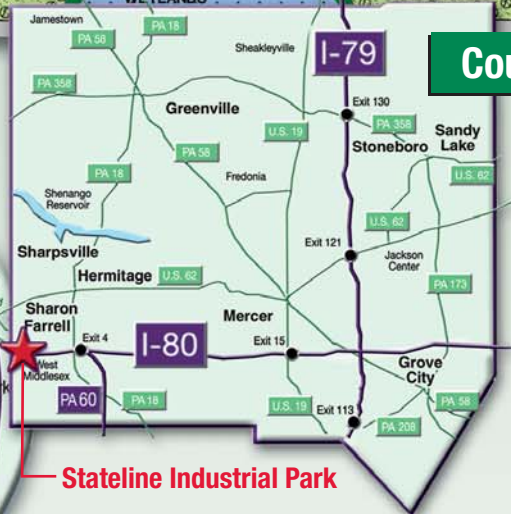 WETLANDS
Jamestown
PA 18
PA 58
Sheakleyville
I-79
Cou
PA 358
Exit 130
Greenville
PA 358
U.S. 19
Stoneboro
Sandy
Lake
PA 58
PA 18
Fredonia
U.S. 62
Shenango
Reservoir
U.S. 62
Sharpsville
Exit 121
Jackson
Center
Hermitage
U.S. 62
PA 173
Sharon
Farrell
Mercer
Exit 4
I-80
Exit 15
West
Middlesex
Grove
City
PA 60
PA 18
U.S. 19
Exit 113
PA 58
PA 208
Stateline Industrial Park